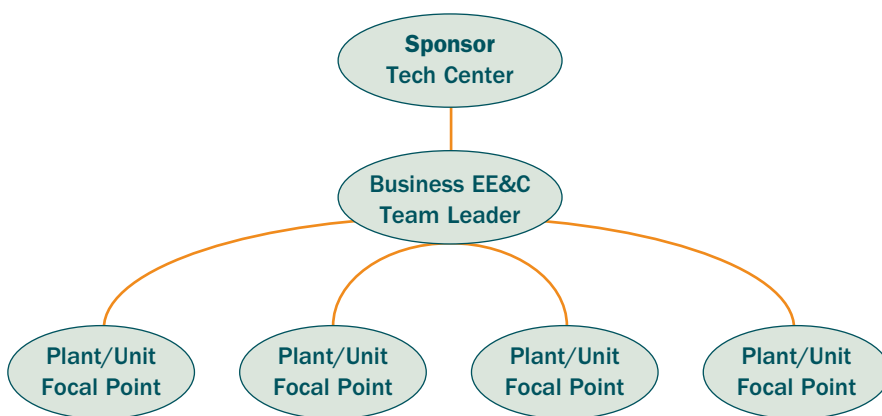 Sponsor
Tech Center
Business EE&C
Team Leader
Plant/Unit
Focal Point
Plant/Unit
Focal Point
Plant/Unit
Focal Point
Plant/Unit
Focal Point